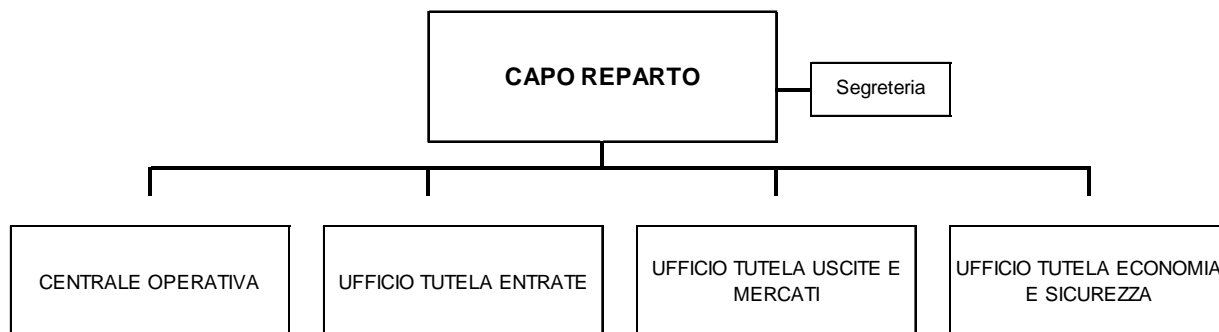 CAPO REPARTO
Segreteria
CENTRALE OPERATIVA
UFFICIO TUTELA ENTRATE
UFFICIO TUTELA USCITE E
MERCATI
UFFICIO TUTELA ECONOMIA
E SICUREZZA